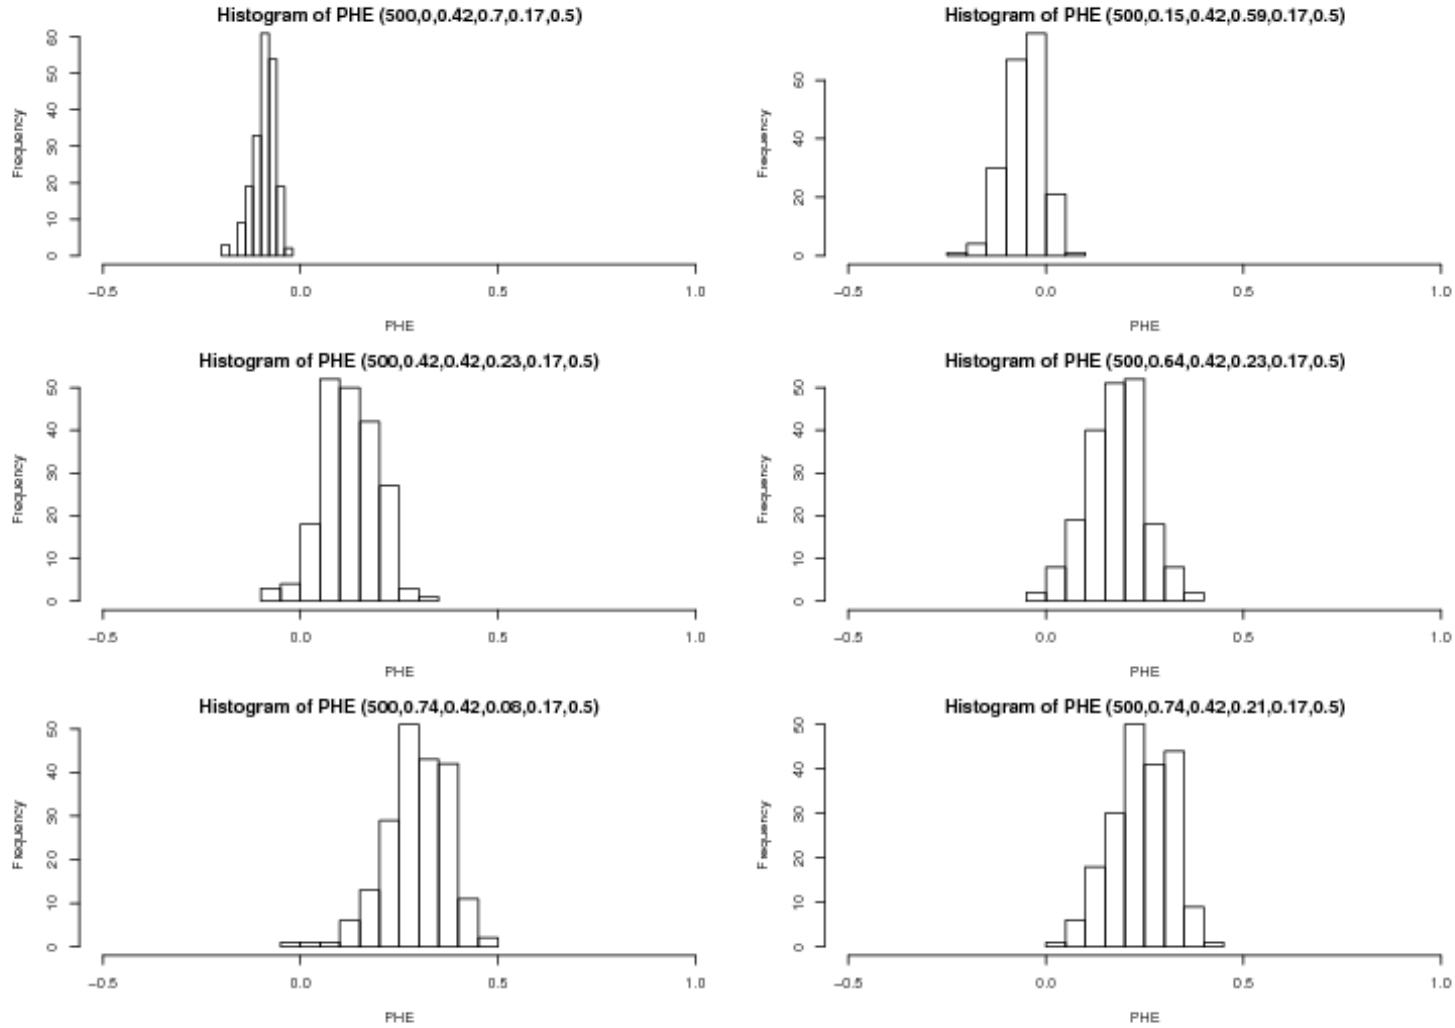 Histogram of PHE (500,0,0.42,0.7,0.17,0.5)
Frequency
0 10 20 30 40 50 60
-0.5 0.0 0.5 1.0
PHE
Histogram of PHE (500,0.15,0.42,0.59,0.17,0.5)
Frequency
0 20 40 60
-0.5 0.0 0.5 1.0
PHE
Histogram of PHE (500,0.42,0.42,0.23,0.17,0.5)
Frequency
0 10 20 30 40 50
-0.5 0.0 0.5 1.0
PHE
Histogram of PHE (500,0.64,0.42,0.23,0.17,0.5)
Frequency
0 10 20 30 40 50
-0.5 0.0 0.5 1.0
PHE
Histogram of PHE (500,0.74,0.42,0.08,0.17,0.5)
Frequency
0 10 20 30 40 50
-0.5 0.0 0.5 1.0
PHE
Histogram of PHE (500,0.74,0.42,0.21,0.17,0.5)
Frequency
0 10 20 30 40 50
-0.5 0.0 0.5 1.0
PHE